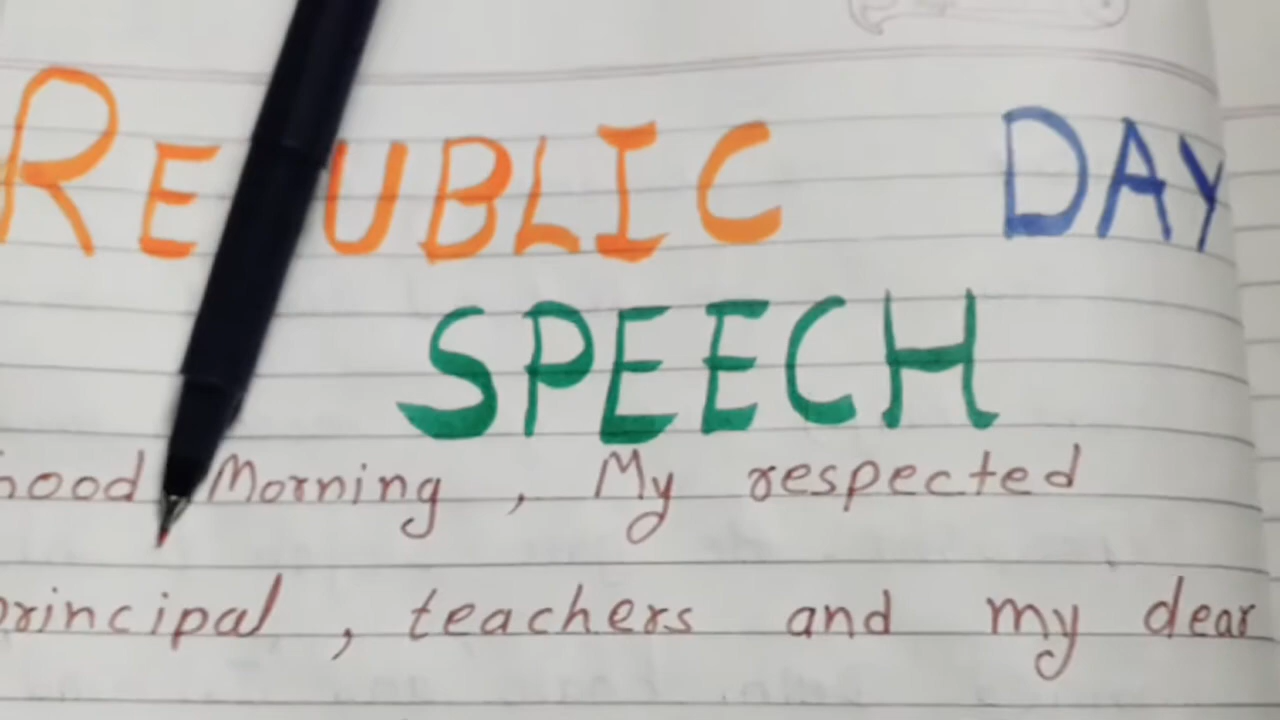 REPUBLIC DAY
SPEECH
Good Morning, My respected
principal, teachers and my dear